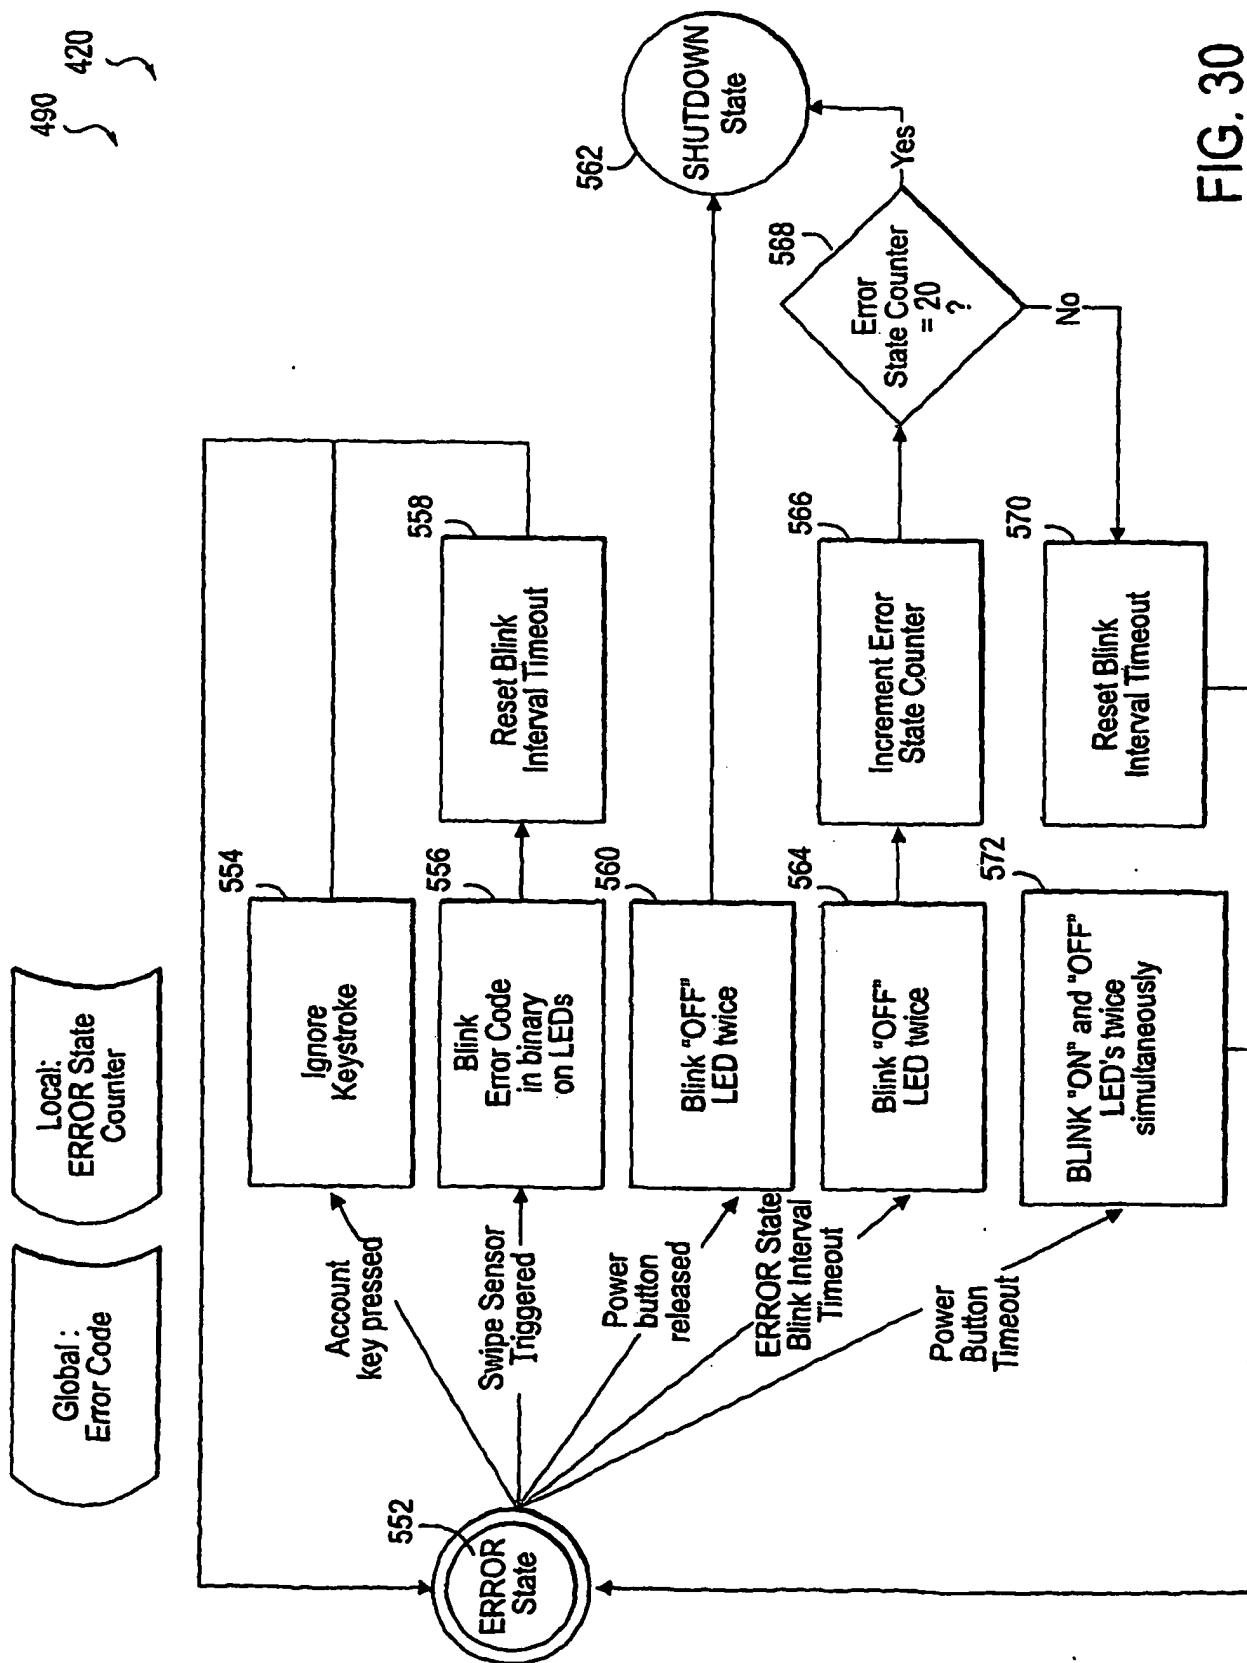 490
420
Global :
Error Code
Local:
ERROR State
Counter
552
ERROR
State
Account
key pressed
554
Ignore
Keystroke
Swipe Sensor
Triggered
556
Blink
Error Code
in binary
on LEDs
558
Reset Blink
Interval Timeout
Power
button
released
560
Blink "OFF"
LED twice
562
SHUTDOWN
State
ERROR State
Blink Interval
Timeout
564
Blink "OFF"
LED twice
566
Increment Error
State Counter
568
Error
State Counter
= 20
?
Yes
No
570
Reset Blink
Interval Timeout
Power
Button
Timeout
572
BLINK "ON" and "OFF"
LED's twice
simultaneously
FIG. 30